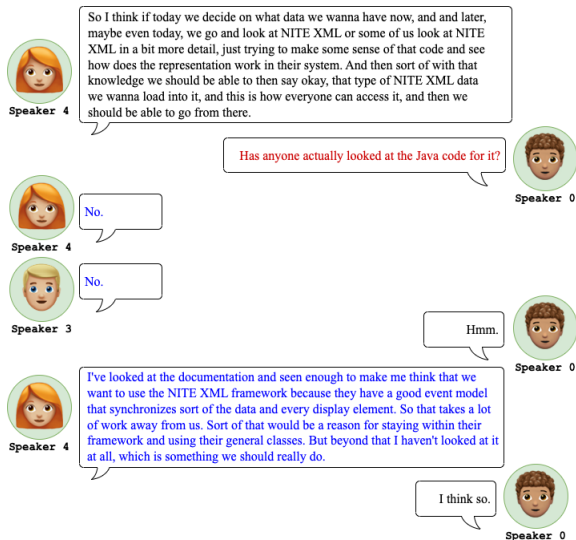 So I think if today we decide on what data we wanna have now, and and later,
maybe even today, we go and look at NITE XML or some of us look at NITE
XML in a bit more detail, just trying to make some sense of that code and see
how does the representation work in their system. And then sort of with that
knowledge we should be able to then say okay, that type of NITE XML data
we wanna load into it, and this is how everyone can access it, and then we
should be able to go from there.
Speaker 4
Has anyone actually looked at the Java code for it?
Speaker 0
No.
Speaker 4
No.
Speaker 3
Hmm.
Speaker 0
I've looked at the documentation and seen enough to make me think that we
want to use the NITE XML framework because they have a good event model
that synchronizes sort of the data and every display element. So that takes a lot
of work away from us. Sort of that would be a reason for staying within their
framework and using their general classes. But beyond that I haven't looked at it
at all, which is something we should really do.
Speaker 4
I think so.
Speaker 0